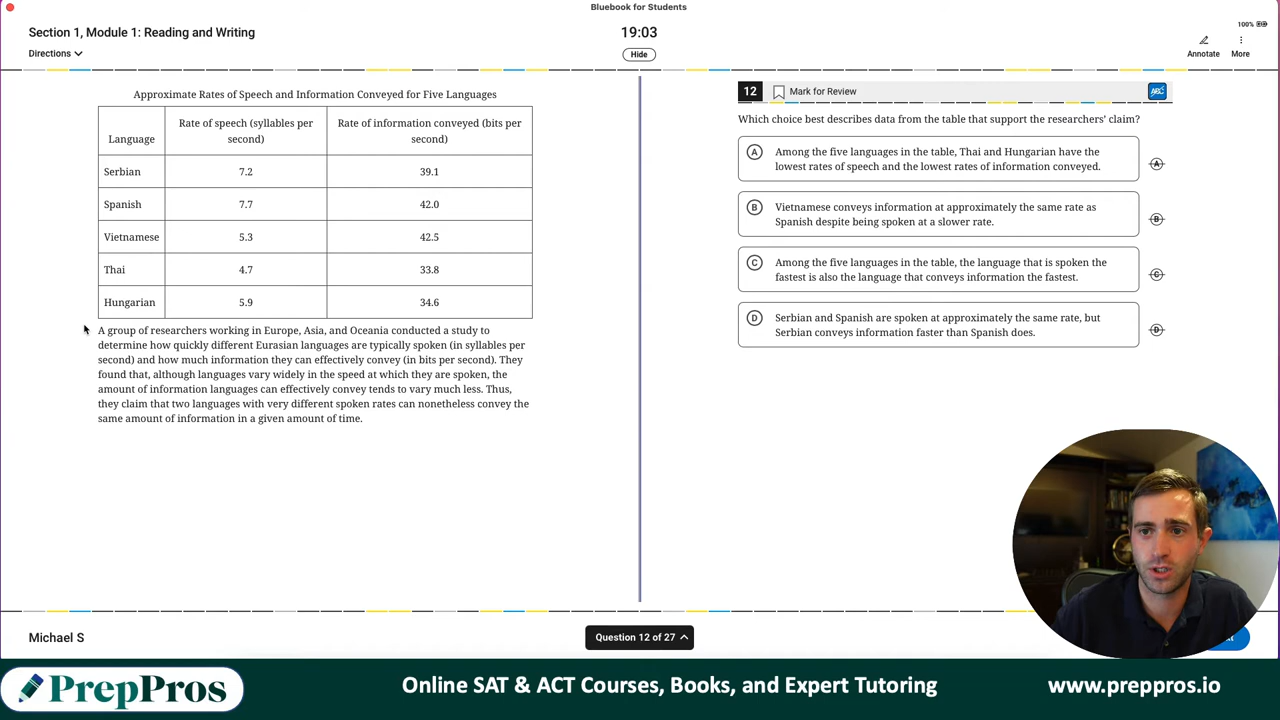 Bluebook for Students
Section 1, Module 1: Reading and Writing
19:03
100%
Directions
Hide
Annotate
More
Approximate Rates of Speech and Information Conveyed for Five Languages
Language
Rate of speech (syllables per
second)
Rate of information conveyed (bits per
second)
Serbian 7.2 39.1
Spanish 7.7 42.0
Vietnamese 5.3 42.5
Thai 4.7 33.8
Hungarian 5.9 34.6
A group of researchers working in Europe, Asia, and Oceania conducted a study to
determine how quickly different Eurasian languages are typically spoken (in syllables per
second) and how much information they can effectively convey (in bits per second). They
found that, although languages vary widely in the speed at which they are spoken, the
amount of information languages can effectively convey tends to vary much less. Thus,
they claim that two languages with very different spoken rates can nonetheless convey the
same amount of information in a given amount of time.
12 Mark for Review ABC
Which choice best describes data from the table that support the researchers' claim?
A Among the five languages in the table, Thai and Hungarian have the
lowest rates of speech and the lowest rates of information conveyed. A
B Vietnamese conveys information at approximately the same rate as
Spanish despite being spoken at a slower rate. B
C Among the five languages in the table, the language that is spoken the
fastest is also the language that conveys information the fastest. C
D Serbian and Spanish are spoken at approximately the same rate, but
Serbian conveys information faster than Spanish does. D
Michael S
Question 12 of 27
PrepPros
Online SAT & ACT Courses, Books, and Expert Tutoring
www.preppros.io